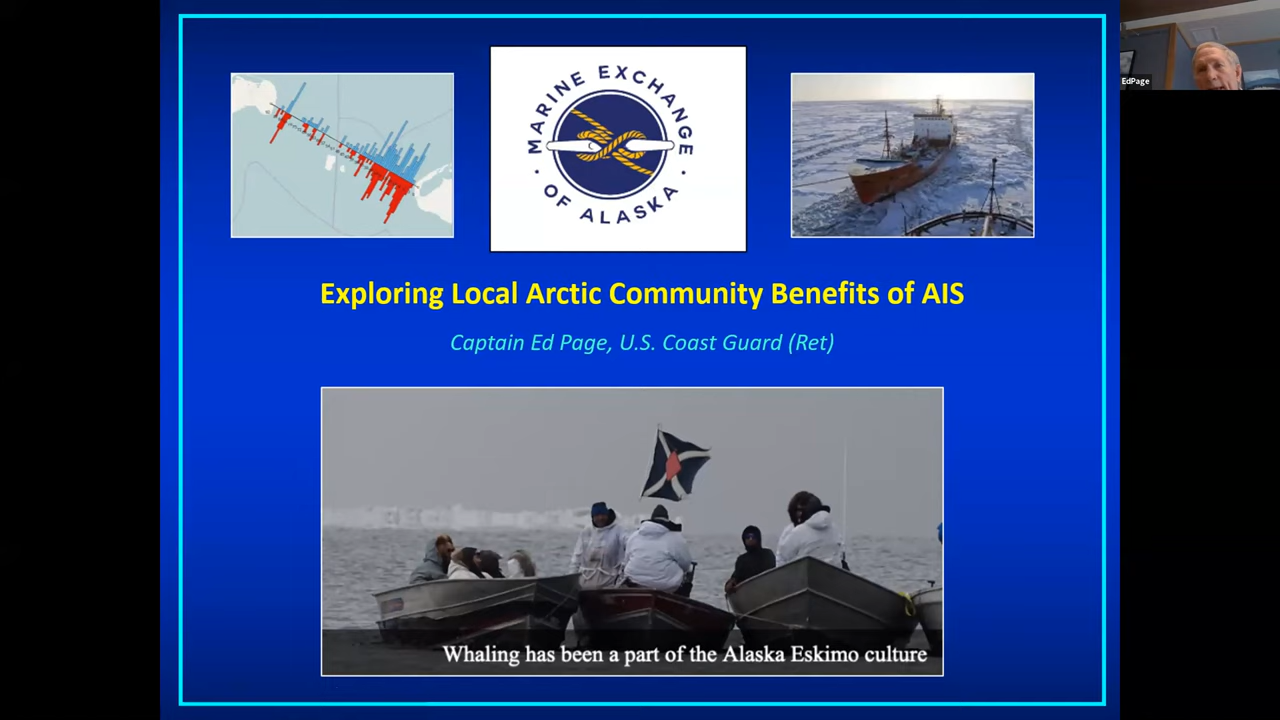 MARINE EXCHANGE
· OF ALASKA ·
EdPage
Exploring Local Arctic Community Benefits of AIS
Captain Ed Page, U.S. Coast Guard (Ret)
Whaling has been a part of the Alaska Eskimo culture